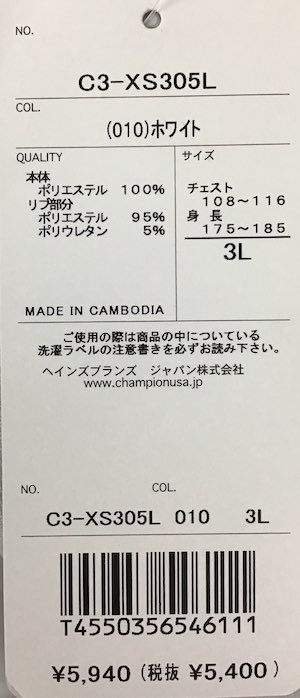 NO.
C3-XS305L
COL.
(010)ホワイト
QUALITY
本体
ポリエステル 100%
リブ部分
ポリエステル 95%
ポリウレタン 5%
MADE IN CAMBODIA
サイズ
チェスト
108～116
身 長
175～185
3L
ご使用の際は商品の中についている
洗濯ラベルの注意書きを必ずお読み下さい。
ヘインズブランズ ジャパン株式会社
www.championusa.jp
NO. COL.
C3-XS305L 010 3L
T4550356546111
¥5,940 (税抜 ¥5,400)